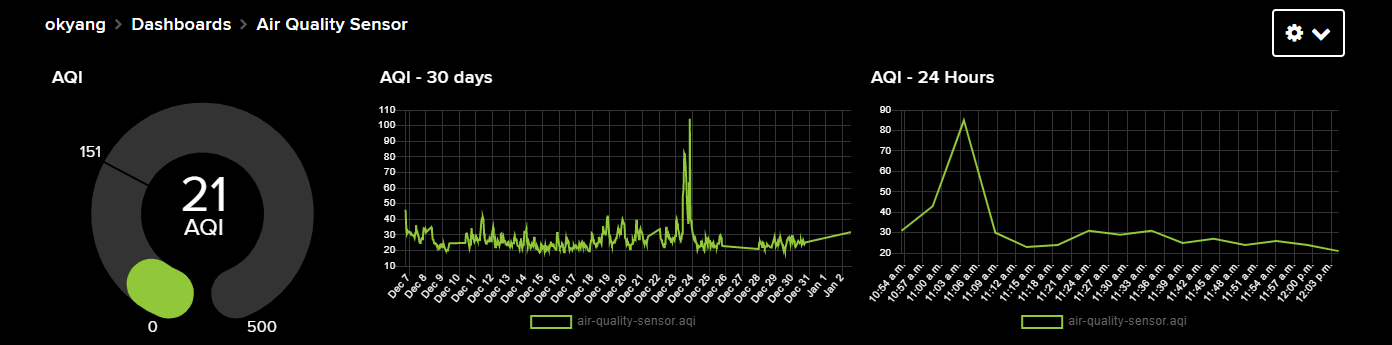 okyang > Dashboards > Air Quality Sensor
AQI
151
21
AQI
0
500
AQI - 30 days
110
100
90
80
70
60
50
40
30
20
10
Dec 7
Dec 8
Dec 9
Dec 10
Dec 11
Dec 12
Dec 13
Dec 14
Dec 15
Dec 16
Dec 17
Dec 18
Dec 19
Dec 20
Dec 21
Dec 22
Dec 23
Dec 24
Dec 25
Dec 26
Dec 27
Dec 28
Dec 29
Dec 30
Dec 31
Jan 1
Jan 2
air-quality-sensor.aqi
AQI - 24 Hours
90
80
70
60
50
40
30
20
10:54 a.m.
10:57 a.m.
11:00 a.m.
11:03 a.m.
11:06 a.m.
11:09 a.m.
11:12 a.m.
11:15 a.m.
11:18 a.m.
11:21 a.m.
11:24 a.m.
11:27 a.m.
11:30 a.m.
11:33 a.m.
11:36 a.m.
11:39 a.m.
11:42 a.m.
11:45 a.m.
11:48 a.m.
11:51 a.m.
11:54 a.m.
11:57 a.m.
12:00 p.m.
12:03 p.m.
air-quality-sensor.aqi